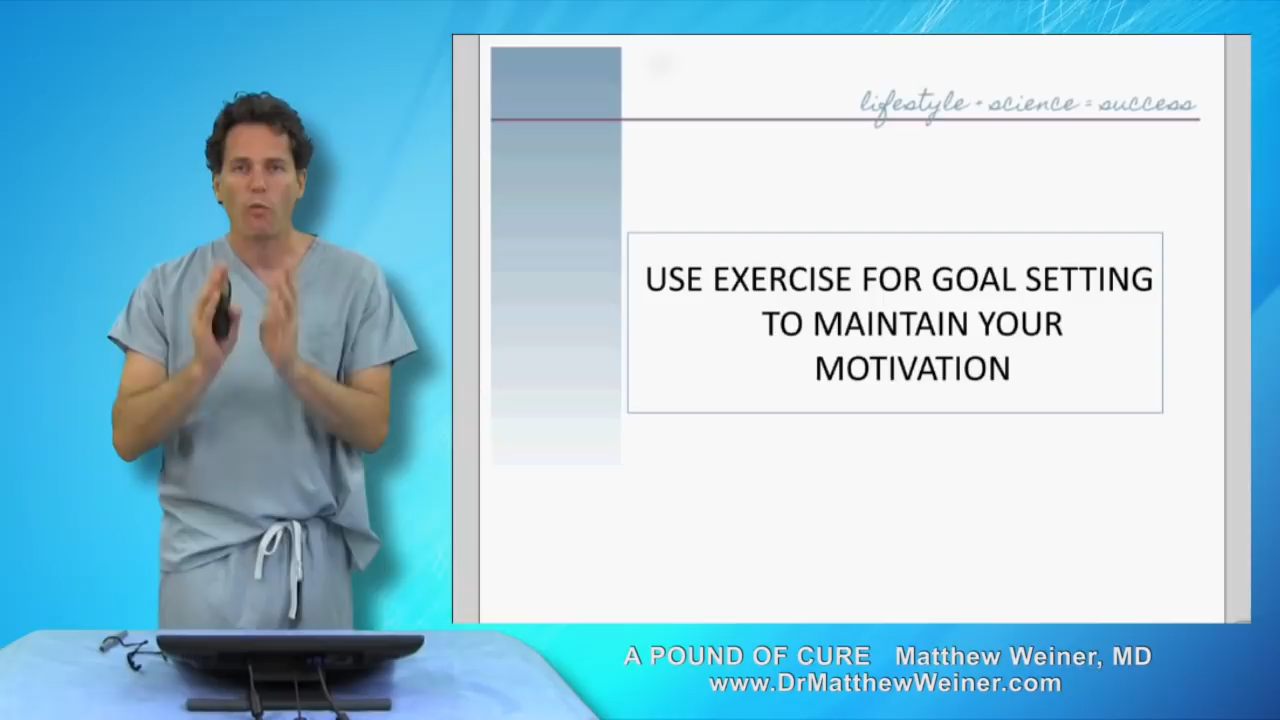 lifestyle + science = success
USE EXERCISE FOR GOAL SETTING
TO MAINTAIN YOUR
MOTIVATION
A POUND OF CURE Matthew Weiner, MD
www.DrMatthewWeiner.com